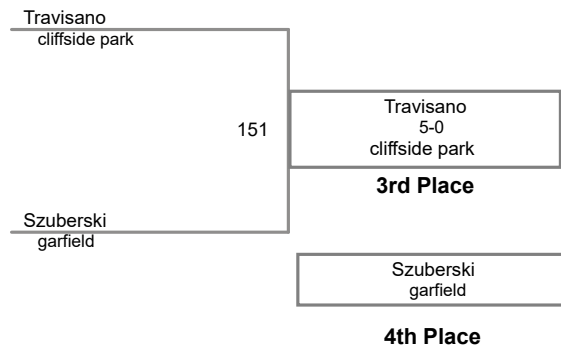 Travisano
cliffside park
151
Travisano
5-0
cliffside park
3rd Place
Szuberski
garfield
Szuberski
garfield
4th Place